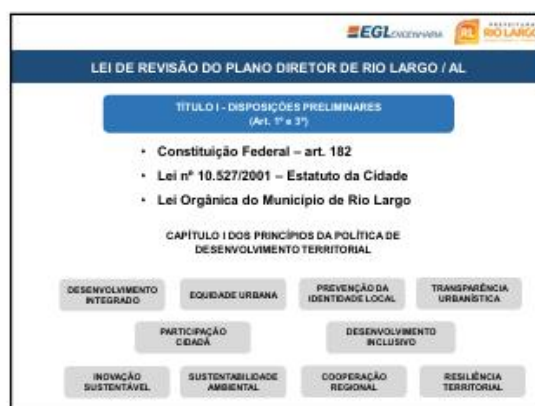 EGL ENGENHARIA
RL
PREFEITURA
RIO LARGO
LEI DE REVISÃO DO PLANO DIRETOR DE RIO LARGO / AL
TÍTULO I - DISPOSIÇÕES PRELIMINARES
(Art. 1º e 3º)
• Constituição Federal – art. 182
• Lei nº 10.527/2001 – Estatuto da Cidade
• Lei Orgânica do Município de Rio Largo
CAPÍTULO I DOS PRINCÍPIOS DA POLÍTICA DE
DESENVOLVIMENTO TERRITORIAL
DESENVOLVIMENTO
INTEGRADO
EQUIDADE URBANA
PREVENÇÃO DA
IDENTIDADE LOCAL
TRANSPARÊNCIA
URBANÍSTICA
PARTICIPAÇÃO
CIDADÃ
DESENVOLVIMENTO
INCLUSIVO
INOVAÇÃO
SUSTENTÁVEL
SUSTENTABILIDADE
AMBIENTAL
COOPERAÇÃO
REGIONAL
RESILIÊNCIA
TERRITORIAL